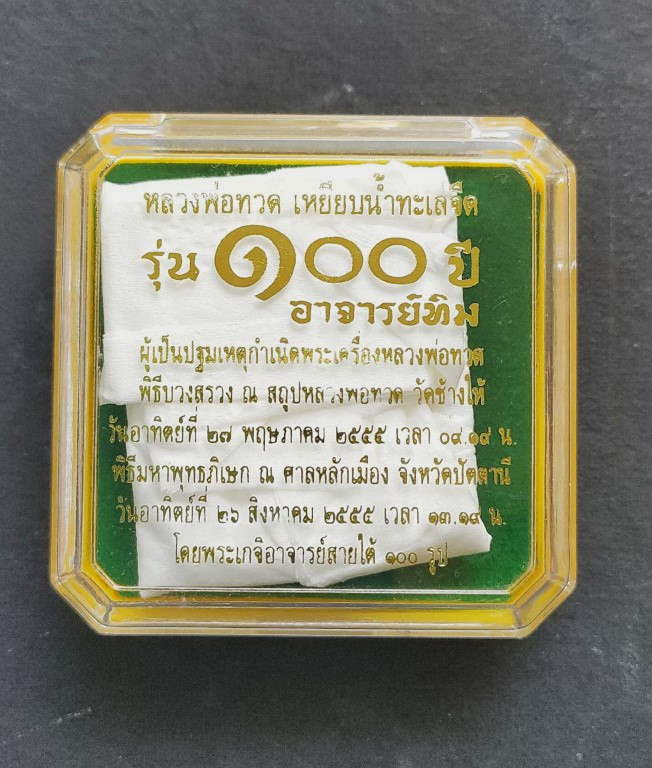 หลวงพ่อทวด เหยียบน้ำทะเลจืด
รุ่น ๑๐๐ ปี
อาจารย์ทิม
ผู้เป็นปฐมเหตุกำเนิดพระเครื่องหลวงพ่อทวด
พิธีบวงสรวง ณ สถูปหลวงพ่อทวด วัดช้างให้
วันอาทิตย์ที่ ๒๗ พฤษภาคม ๒๕๕๕ เวลา ๐๙.๑๙ น.
พิธีมหาพุทธภิเษก ณ ศาลหลักเมือง จังหวัดปัตตานี
วันอาทิตย์ที่ ๒๖ สิงหาคม ๒๕๕๕ เวลา ๑๓.๑๙ น.
โดยพระเกจิอาจารย์สายใต้ ๑๐๐ รูป